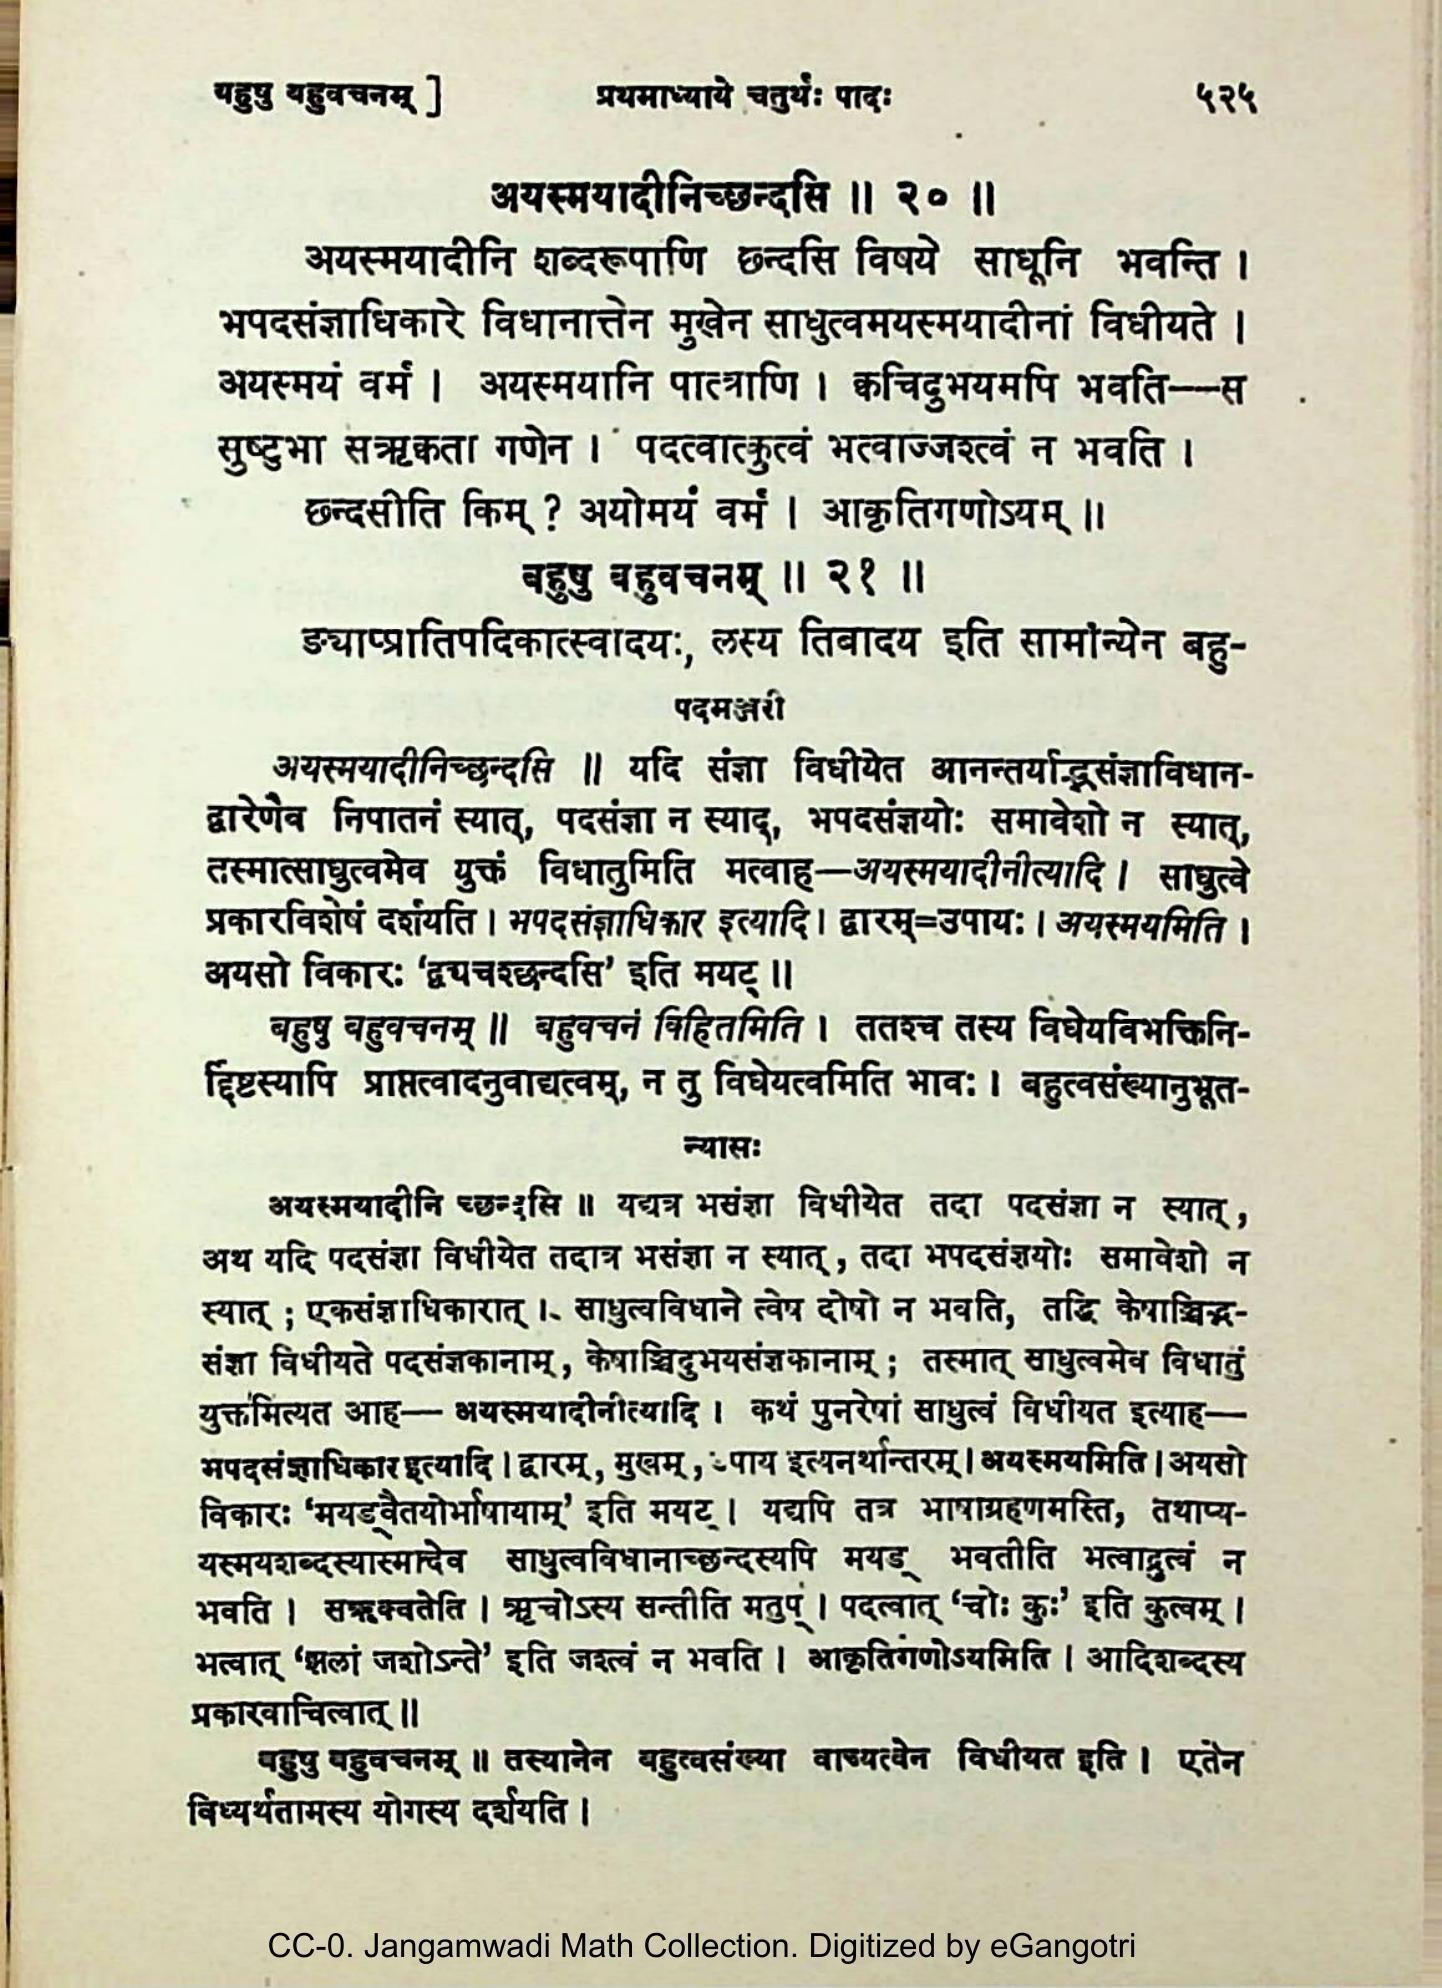 बहुषु बहुवचनम् ] प्रथमाध्याये चतुर्थः पादः ५२५
अयस्मयादीनिच्छन्दसि ॥ २० ॥
अयस्मयादीनि शब्दरूपाणि छन्दसि विषये साधूनि भवन्ति ।
भपदसंज्ञाधिकारे विधानात्तेन मुखेन साधुत्वमयस्मयादीनां विधीयते ।
अयस्मयं वर्म । अयस्मयानि पात्त्राणि । क्वचिदुभयमपि भवति—स
सुष्टुभा सऋक्वता गणेन । पदत्वात्कुत्वं भत्वाज्जश्त्वं न भवति ।
छन्दसीति किम् ? अयोमयं वर्म । आकृतिगणोऽयम् ॥
बहुषु बहुवचनम् ॥ २१ ॥
ङ्याप्प्रातिपदिकात्स्वादयः, लस्य तिबादय इति सामान्येन बहु-
पदमञ्जरी
अयस्मयादीनिच्छन्दसि ॥ यदि संज्ञा विधीयेत आनन्तर्याद्भसंज्ञाविधान-
द्वारेणैव निपातनं स्यात्, पदसंज्ञा न स्याद्, भपदसंज्ञयोः समावेशो न स्यात्,
तस्मात्साधुत्वमेव युक्तं विधातुमिति मत्वाह—अयस्मयादीनीत्यादि । साधुत्वे
प्रकारविशेषं दर्शयति । भपदसंज्ञाधिकार इत्यादि । द्वारम्=उपायः । अयस्मयमिति ।
अयसो विकारः ‘द्व्यचश्छन्दसि’ इति मयट् ॥
बहुषु बहुवचनम् ॥ बहुवचनं विहितमिति । ततश्च तस्य विधेयविभक्तिनि-
र्द्दिष्टस्यापि प्राप्तत्वादनुवाद्यत्वम्, न तु विधेयत्वमिति भावः । बहुत्वसंख्यानुभूत-
न्यासः
अयस्मयादीनि च्छन्दसि ॥ यद्यत्र भसंज्ञा विधीयेत तदा पदसंज्ञा न स्यात्,
अथ यदि पदसंज्ञा विधीयेत तदात्र भसंज्ञा न स्यात्, तदा भपदसंज्ञयोः समावेशो न
स्यात् ; एकसंज्ञाधिकारात् । साधुत्वविधाने त्वेष दोषो न भवति, तद्धि केषाञ्चिद्भ-
संज्ञा विधीयते पदसंज्ञकानाम्, केषाञ्चिदुभयसंज्ञकानाम् ; तस्मात् साधुत्वमेव विधातुं
युक्तमित्यत आह— अयस्मयादीनीत्यादि । कथं पुनरेषां साधुत्वं विधीयत इत्याह—
भपदसंज्ञाधिकार इत्यादि । द्वारम्, मुखम्, उपाय इत्यनर्थान्तरम् । अयस्मयमिति । अयसो
विकारः ‘मयड्वैतयोर्भाषायाम्’ इति मयट् । यद्यपि तत्र भाषाग्रहणमस्ति, तथाप्य-
यस्मयशब्दस्यास्मादेव साधुत्वविधानाच्छन्दस्यपि मयड् भवतीति भत्वाद्रुत्वं न
भवति । सऋक्वतेति । ऋचोऽस्य सन्तीति मतुप् । पदत्वात् ‘चोः कुः’ इति कुत्वम् ।
भत्वात् ‘झलां जशोऽन्ते’ इति जश्त्वं न भवति । आकृतिगणोऽयमिति । आदिशब्दस्य
प्रकारवाचित्वात् ॥
बहुषु बहुवचनम् ॥ तस्यानेन बहुत्वसंख्या वाच्यत्वेन विधीयत इति । एतेन
विध्यर्थतामस्य योगस्य दर्शयति ।
CC-0. Jangamwadi Math Collection. Digitized by eGangotri